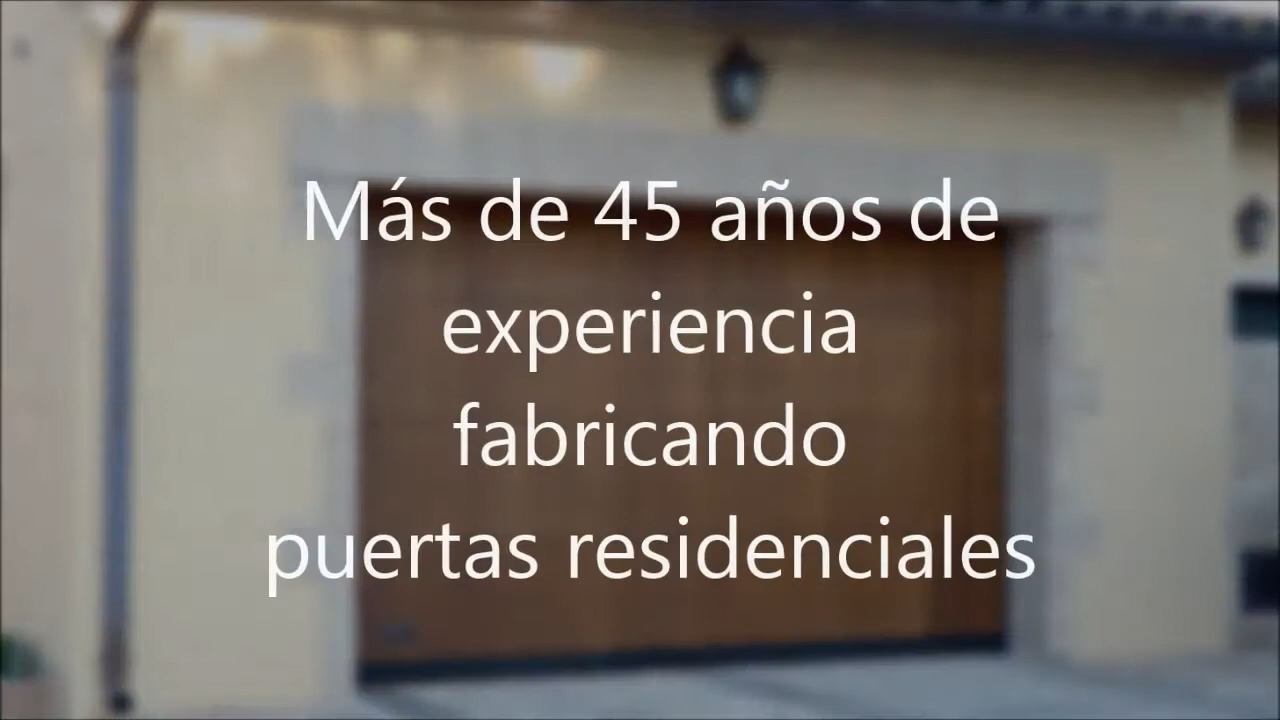 Más de 45 años de
experiencia
fabricando
puertas residenciales